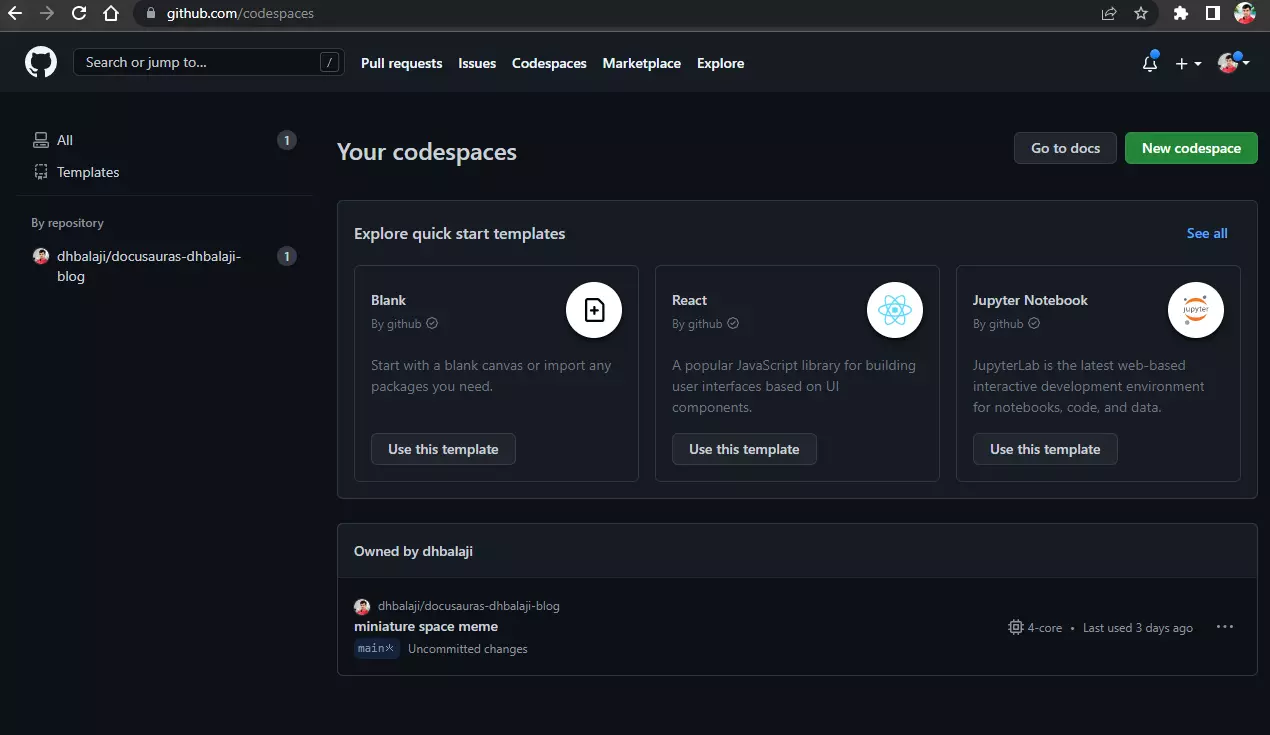 github.com/codespaces
Search or jump to... /
Pull requests Issues Codespaces Marketplace Explore
All 1
Templates
By repository
dhbalaji/docusauras-dhbalaji-
blog 1
Your codespaces
Go to docs New codespace
Explore quick start templates See all
Blank
By github
Start with a blank canvas or import any
packages you need.
Use this template
React
By github
A popular JavaScript library for building
user interfaces based on UI
components.
Use this template
Jupyter Notebook
By github
jupyter
JupyterLab is the latest web-based
interactive development environment
for notebooks, code, and data.
Use this template
Owned by dhbalaji
dhbalaji/docusauras-dhbalaji-blog
miniature space meme
main* Uncommitted changes
4-core • Last used 3 days ago